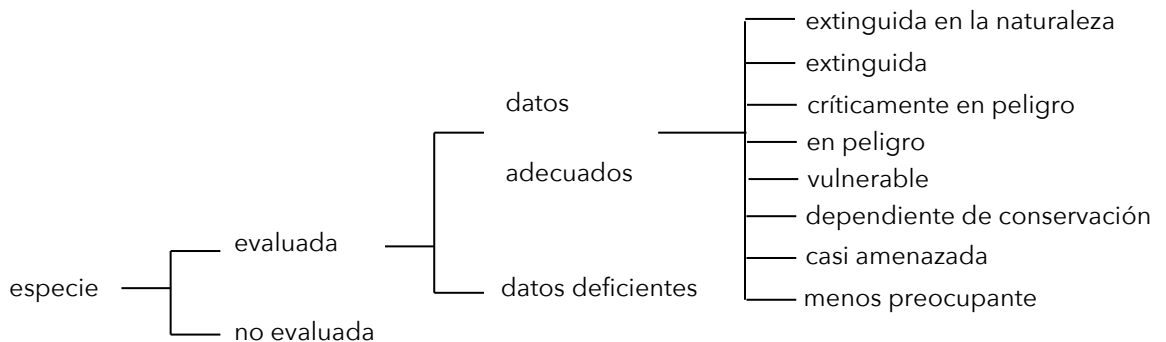 extinguida en la naturaleza
extinguida
datos
críticamente en peligro
en peligro
adecuados
vulnerable
dependiente de conservación
evaluada
casi amenazada
especie
datos deficientes
menos preocupante
no evaluada